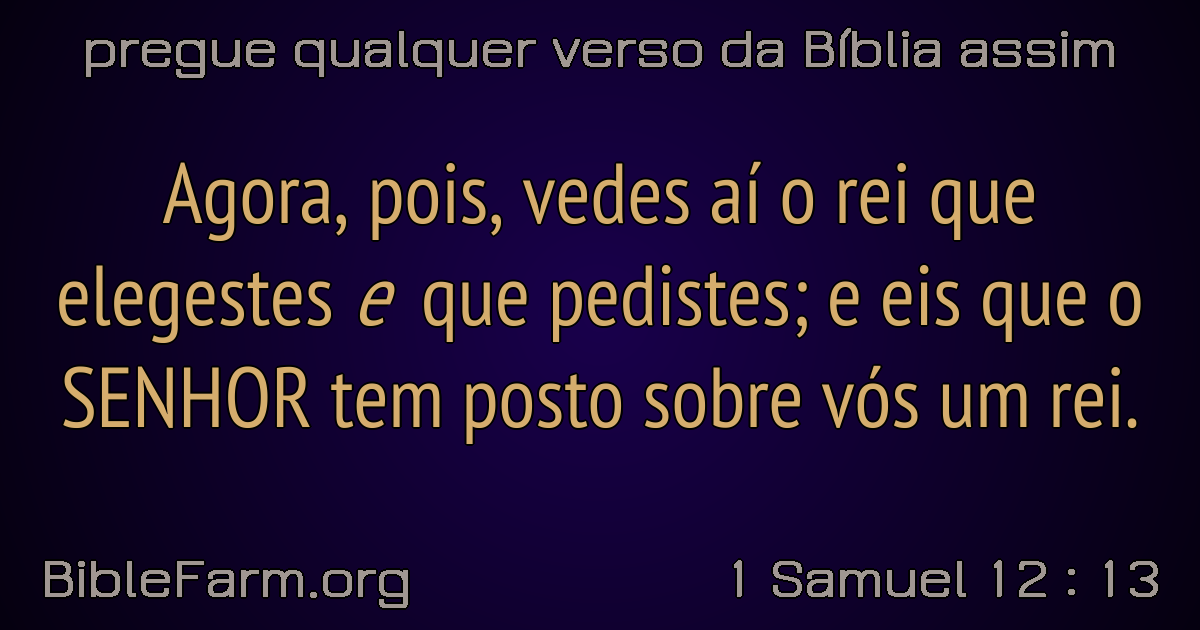 pregue qualquer verso da Bíblia assim
Agora, pois, vedes aí o rei que
elegestes e que pedistes; e eis que o
SENHOR tem posto sobre vós um rei.
BibleFarm.org
1 Samuel 12 : 13